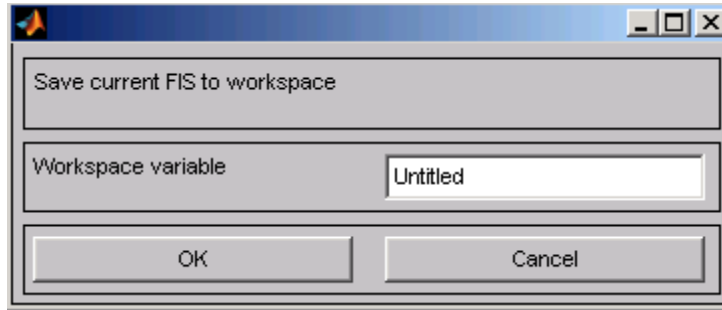 Save current FIS to workspace
Workspace variable Untitled
OK Cancel